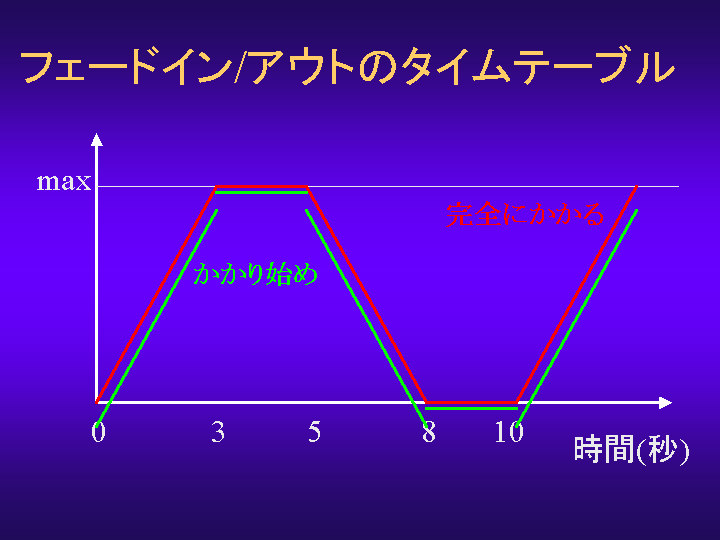 フェードイン/アウトのタイムテーブル
max
完全にかかる
かかり始め
0 3 5 8 10
時間(秒)